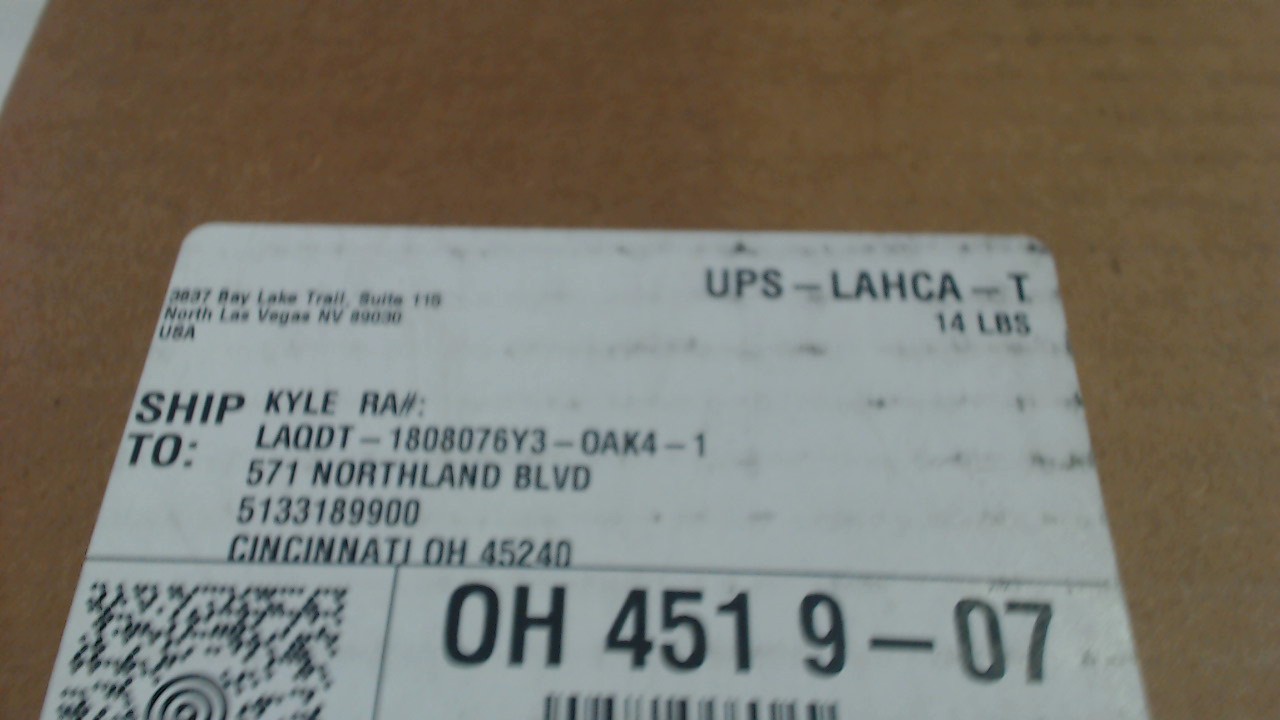 3837 Bay Lake Trail, Suite 115
North Las Vegas NV 89030
USA
UPS - LAHCA - T
14 LBS
SHIP TO:
KYLE RA#:
LAQDT - 1808076Y3 - OAK4 - 1
571 NORTHLAND BLVD
5133189900
CINCINNATI OH 45240
OH 451 9 - 07